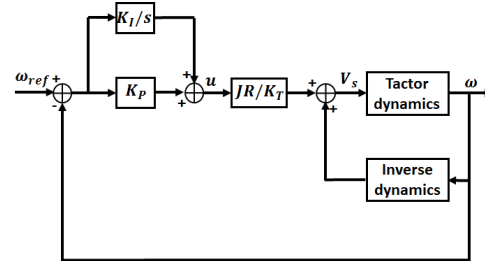 K_I/s
ω_ref
+
-
K_P
+
+
u
JR/K_T
+
+
V_s
Tactor
dynamics
ω
Inverse
dynamics